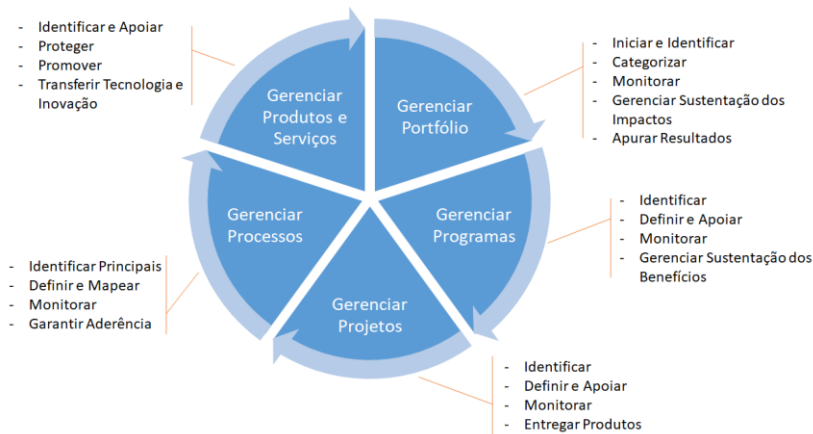 - Identificar e Apoiar
- Proteger
- Promover
- Transferir Tecnologia e
Inovação
Gerenciar
Produtos e
Serviços
Gerenciar
Portfólio
- Iniciar e Identificar
- Categorizar
- Monitorar
- Gerenciar Sustentação dos
Impactos
- Apurar Resultados
Gerenciar
Programas
- Identificar
- Definir e Apoiar
- Monitorar
- Gerenciar Sustentação dos
Benefícios
Gerenciar
Projetos
- Identificar
- Definir e Apoiar
- Monitorar
- Entregar Produtos
Gerenciar
Processos
- Identificar Principais
- Definir e Mapear
- Monitorar
- Garantir Aderência